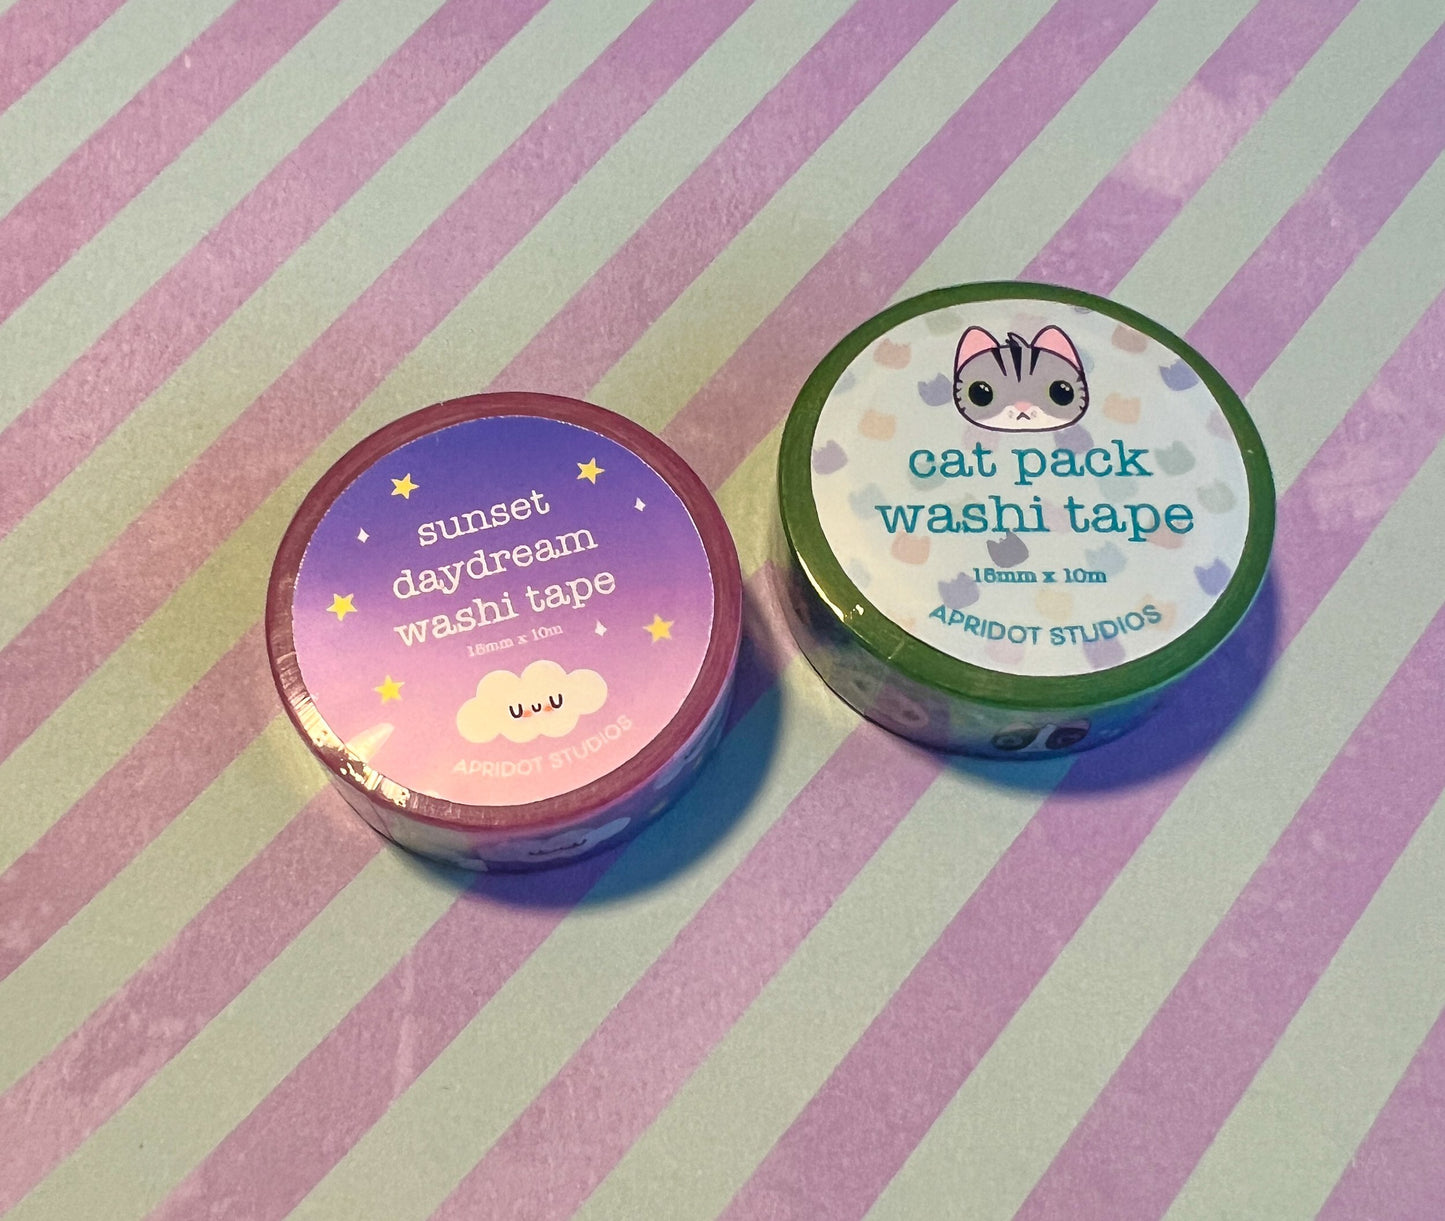 sunset
daydream
washi tape
15mm x 10m
APRIDOT STUDIOS
cat pack
washi tape
15mm x 10m
APRIDOT STUDIOS